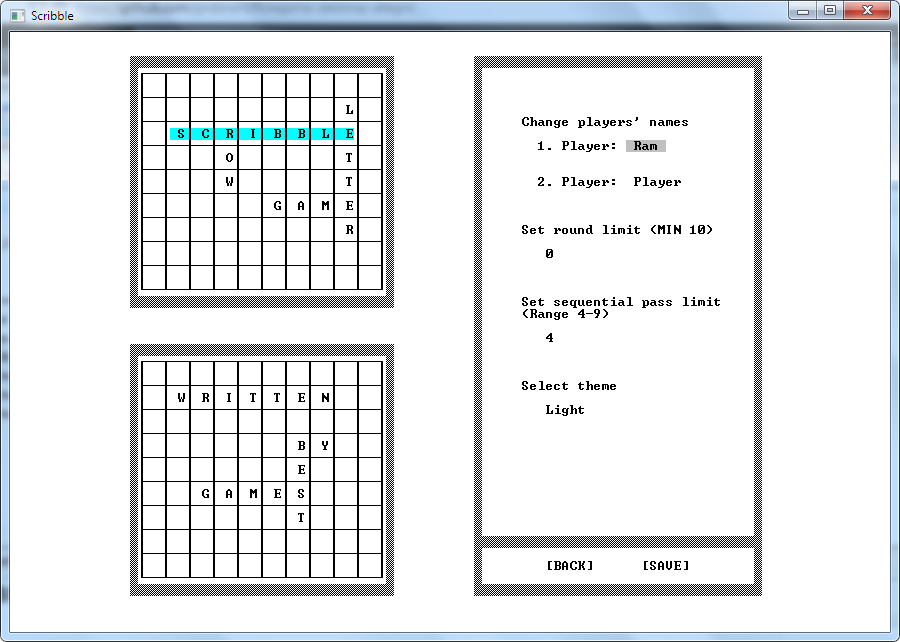 Scribble
L
S C R I B B L E
O T
W T
G A M E
R
W R I T T E N
B Y
E
G A M E S
T
Change players' names
1. Player: Ram
2. Player: Player
Set round limit (MIN 10)
0
Set sequential pass limit
(Range 4-9)
4
Select theme
Light
[BACK] [SAVE]